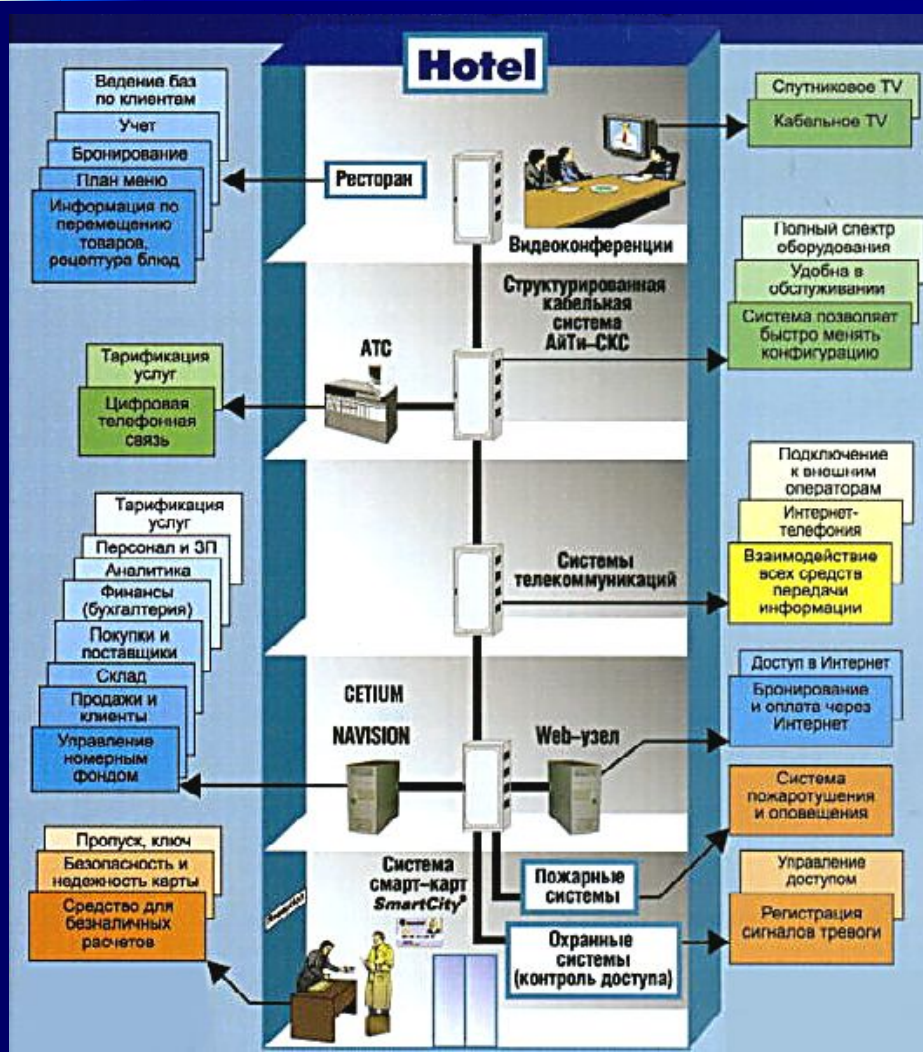 Hotel
Ведение баз
по клиентам
Учет
Бронирование
План меню
Информация по
перемещению
товаров,
рецептура блюд
Ресторан
Видеоконференции
Спутниковое TV
Кабельное TV
Структурированная
кабельная
система
АйТи–СКС
Полный спектр
оборудования
Удобна в
обслуживании
Система позволяет
быстро менять
конфигурацию
АТС
Тарификация
услуг
Цифровая
телефонная
связь
Системы
телекоммуникаций
Подключение
к внешним
операторам
Интернет-
телефония
Взаимодействие
всех средств
передачи
информации
Тарификация
услуг
Персонал и ЗП
Аналитика
Финансы
(бухгалтерия)
Покупки и
поставщики
Склад
Продажи и
клиенты
Управление
номерным
фондом
CETIUM
NAVISION
Web–узел
Доступ в Интернет
Бронирование
и оплата через
Интернет
Система
пожаротушения
и оповещения
Пропуск, ключ
Безопасность и
недежность карты
Средство для
безналичных
расчетов
Система
смарт–карт
SmartCity®
Пожарные
системы
Охранные
системы
(контроль доступа)
Управление
доступом
Регистрация
сигналов тревоги